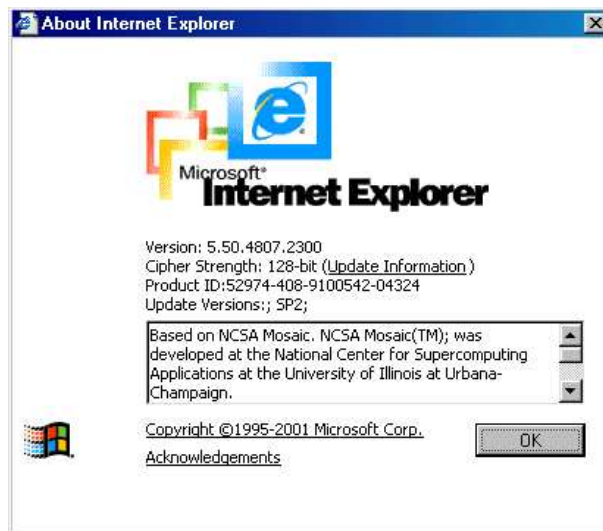 About Internet Explorer
Microsoft®
Internet Explorer
Version: 5.50.4807.2300
Cipher Strength: 128-bit (Update Information )
Product ID:52974-408-9100542-04324
Update Versions:; SP2;
Based on NCSA Mosaic. NCSA Mosaic(TM); was
developed at the National Center for Supercomputing
Applications at the University of Illinois at Urbana-
Champaign.
Copyright ©1995-2001 Microsoft Corp.
OK
Acknowledgements